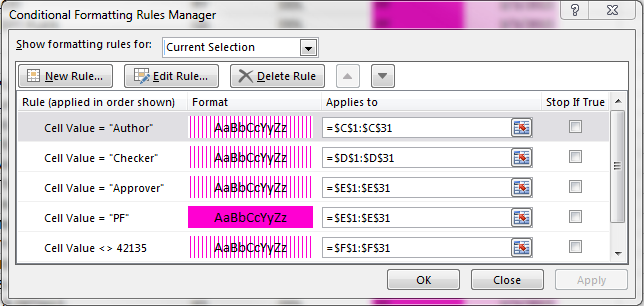 Conditional Formatting Rules Manager
Show formatting rules for: Current Selection
New Rule... Edit Rule... Delete Rule
Rule (applied in order shown) Format Applies to Stop If True
Cell Value = "Author" AaBbCcYyZz =$C$1:$C$31
Cell Value = "Checker" AaBbCcYyZz =$D$1:$D$31
Cell Value = "Approver" AaBbCcYyZz =$E$1:$E$31
Cell Value = "PF" AaBbCcYyZz =$E$1:$E$31
Cell Value <> 42135 AaBbCcYyZz =$F$1:$F$31
OK Close Apply